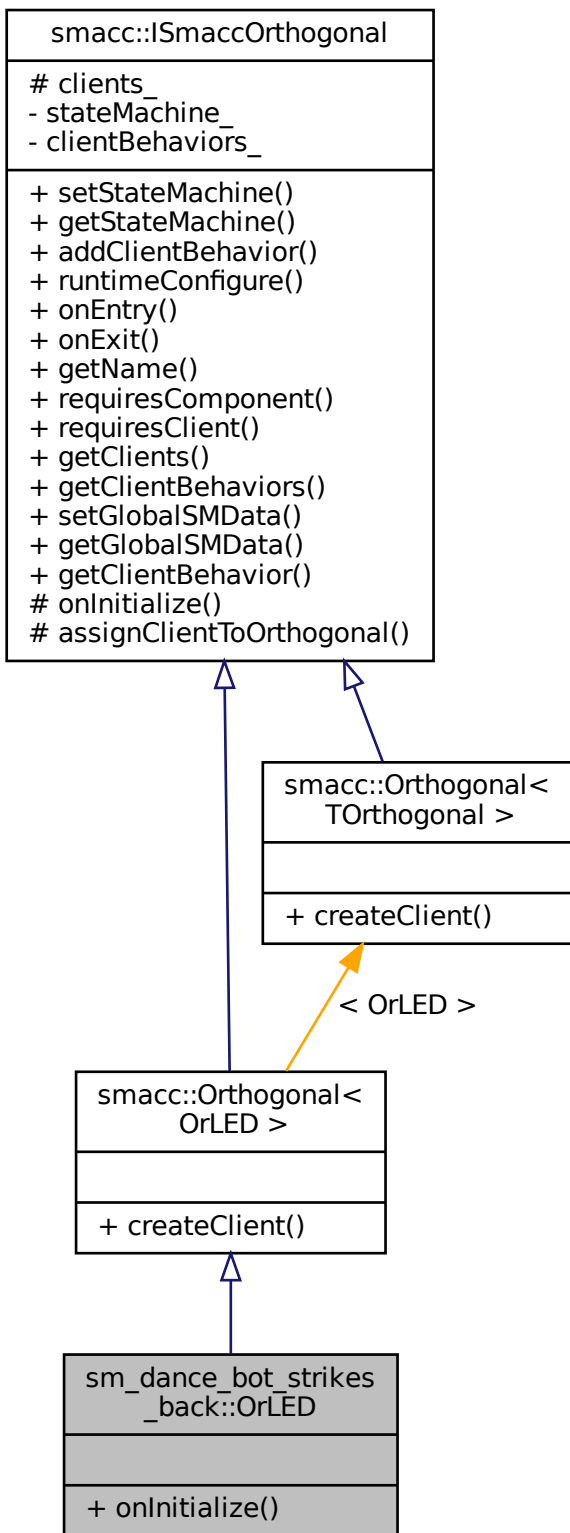 smacc::ISmaccOrthogonal
# clients_
- stateMachine_
- clientBehaviors_
+ setStateMachine()
+ getStateMachine()
+ addClientBehavior()
+ runtimeConfigure()
+ onEntry()
+ onExit()
+ getName()
+ requiresComponent()
+ requiresClient()
+ getClients()
+ getClientBehaviors()
+ setGlobalSMData()
+ getGlobalSMData()
+ getClientBehavior()
# onInitialize()
# assignClientToOrthogonal()
smacc::Orthogonal<
TOrthogonal >
+ createClient()
< OrLED >
smacc::Orthogonal<
OrLED >
+ createClient()
sm_dance_bot_strikes
_back::OrLED
+ onInitialize()